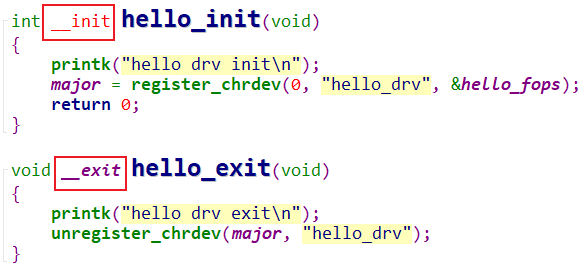 int __init hello_init(void)
{
    printk("hello drv init\n");
    major = register_chrdev(0, "hello_drv", &hello_fops);
    return 0;
}
void __exit hello_exit(void)
{
    printk("hello drv exit\n");
    unregister_chrdev(major, "hello_drv");
}